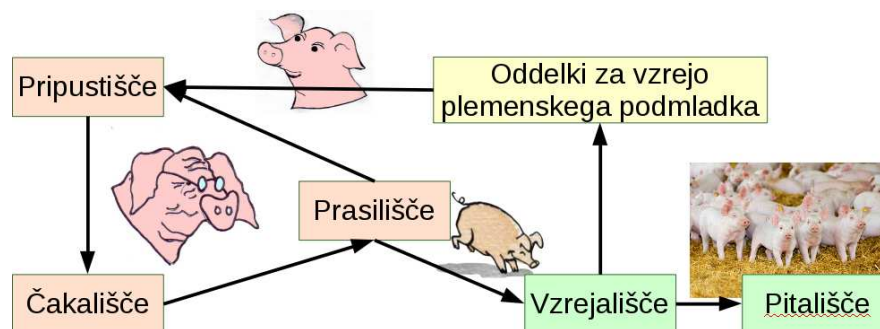 Pripustišče
Oddelki za vzrejo
plemenskega podmladka
Prasilišče
Čakališče
Vzrejališče
Pitališče